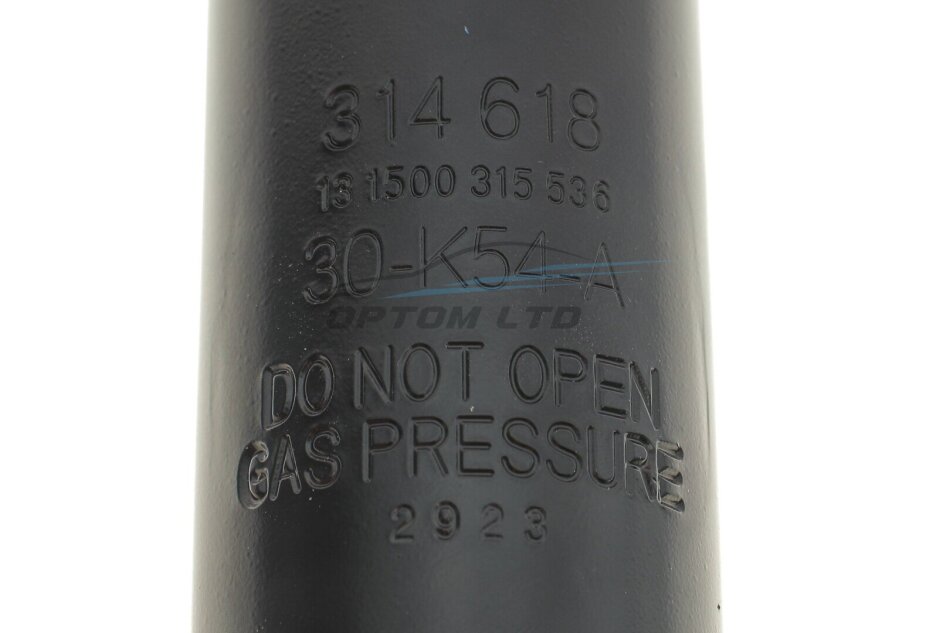 314 618
13 1500 315 536
30-K54-A
OPTOM LTD
DO NOT OPEN
GAS PRESSURE
2923